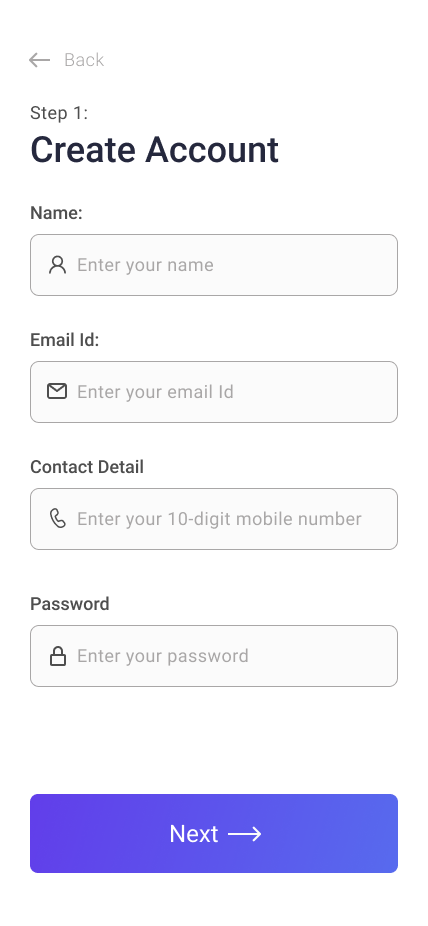 Back
Step 1:
Create Account
Name:
Enter your name
Email Id:
Enter your email Id
Contact Detail
Enter your 10-digit mobile number
Password
Enter your password
Next